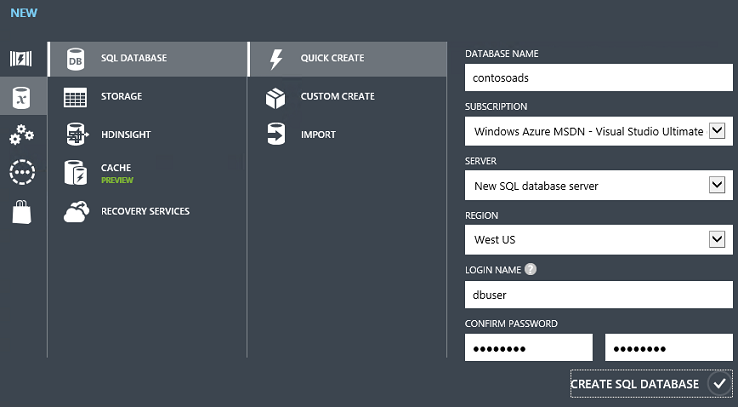 NEW
SQL DATABASE
STORAGE
HDINSIGHT
CACHE
PREVIEW
RECOVERY SERVICES
QUICK CREATE
CUSTOM CREATE
IMPORT
DATABASE NAME
contosoads
SUBSCRIPTION
Windows Azure MSDN - Visual Studio Ultimate
SERVER
New SQL database server
REGION
West US
LOGIN NAME ?
dbuser
CONFIRM PASSWORD
●●●●●●●● ●●●●●●●●
CREATE SQL DATABASE